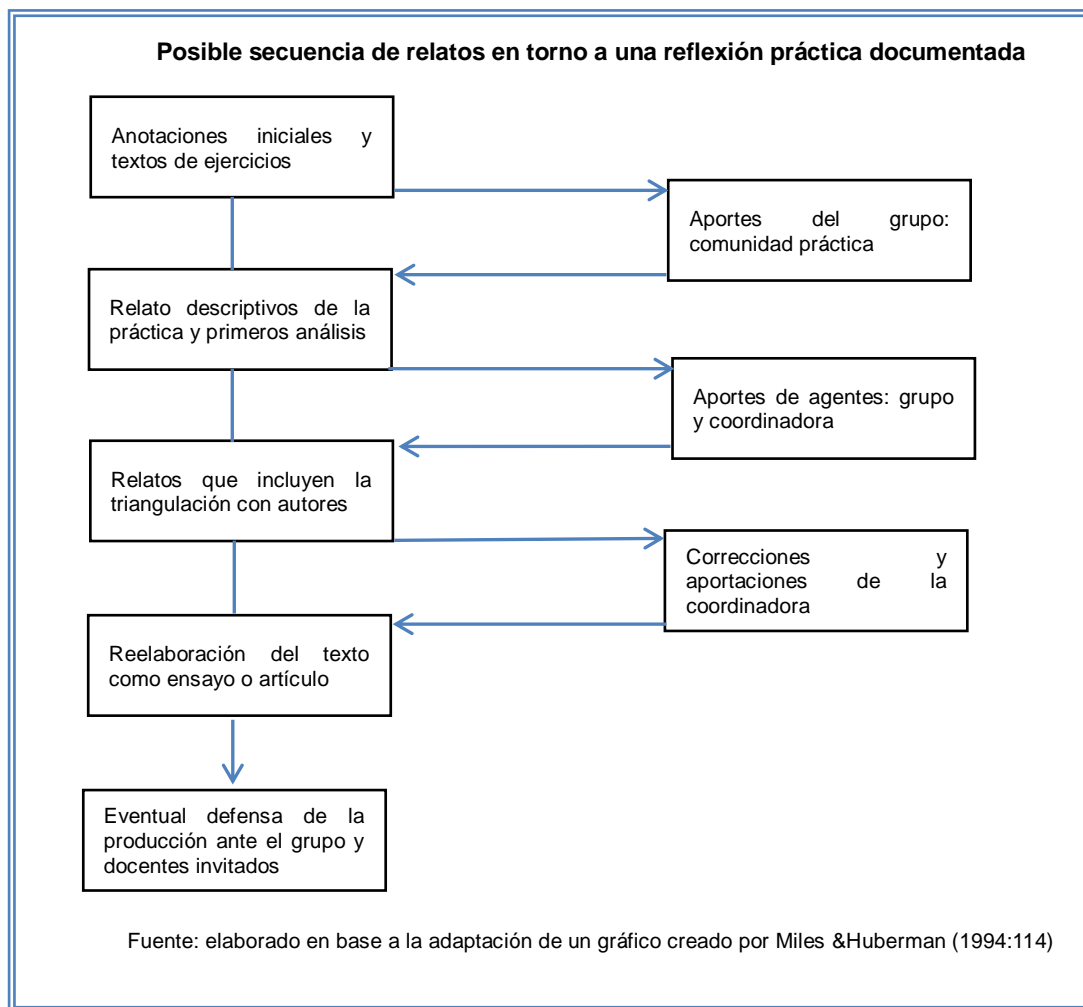 Posible secuencia de relatos en torno a una reflexión práctica documentada
Anotaciones iniciales y
textos de ejercicios
Aportes del grupo:
comunidad práctica
Relato descriptivos de la
práctica y primeros análisis
Aportes de agentes: grupo
y coordinadora
Relatos que incluyen la
triangulación con autores
Correcciones y
aportaciones de la
coordinadora
Reelaboración del texto
como ensayo o artículo
Eventual defensa de la
producción ante el grupo y
docentes invitados
Fuente: elaborado en base a la adaptación de un gráfico creado por Miles &Huberman (1994:114)